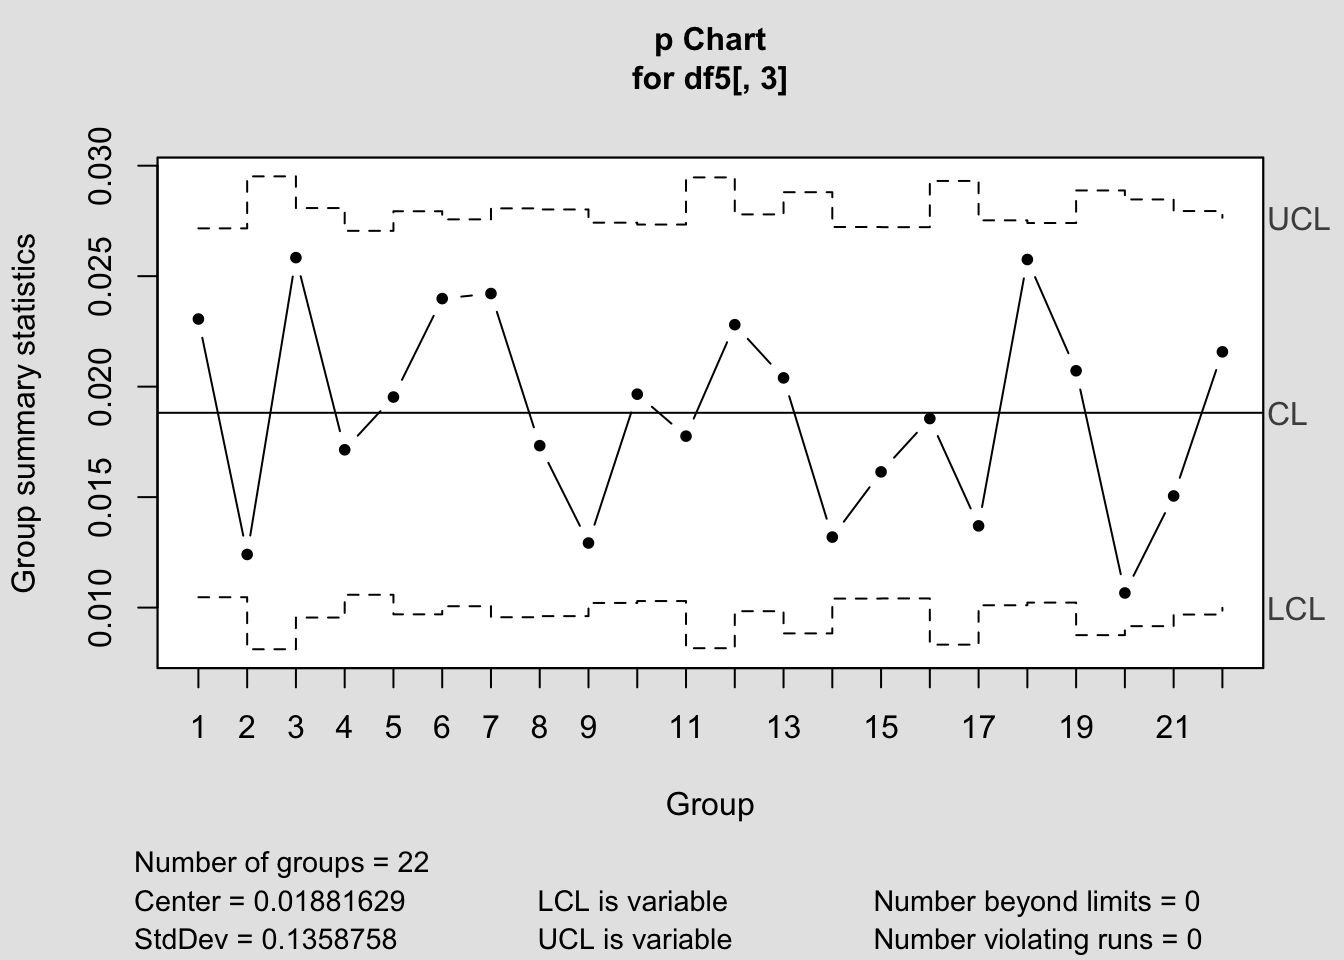 p Chart
for df5[, 3]
Group summary statistics
0.030
0.025
0.020
0.015
0.010
UCL
CL
LCL
1 2 3 4 5 6 7 8 9 11 13 15 17 19 21
Group
Number of groups = 22
Center = 0.01881629 LCL is variable Number beyond limits = 0
StdDev = 0.1358758 UCL is variable Number violating runs = 0